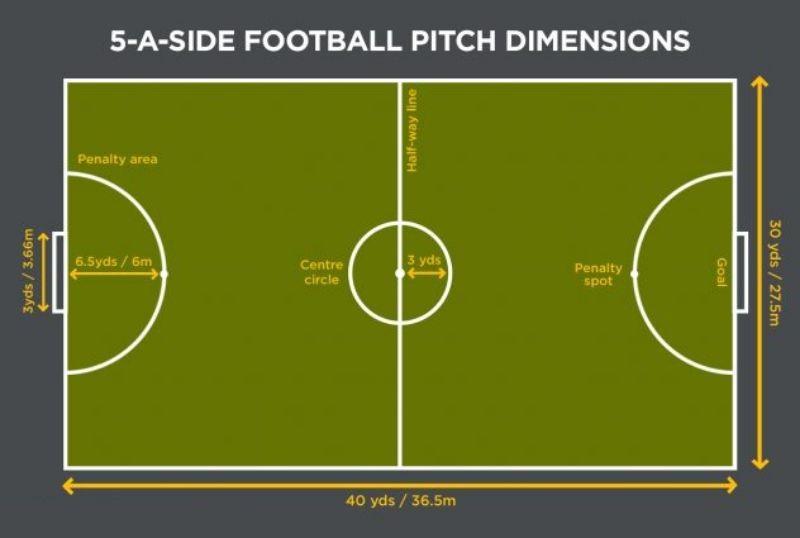 5-A-SIDE FOOTBALL PITCH DIMENSIONS
Half-way line
Penalty area
3yds / 3.66m
6.5yds / 6m
Centre
circle
3 yds
Penalty
spot
Goal
30 yds / 27.5m
40 yds / 36.5m